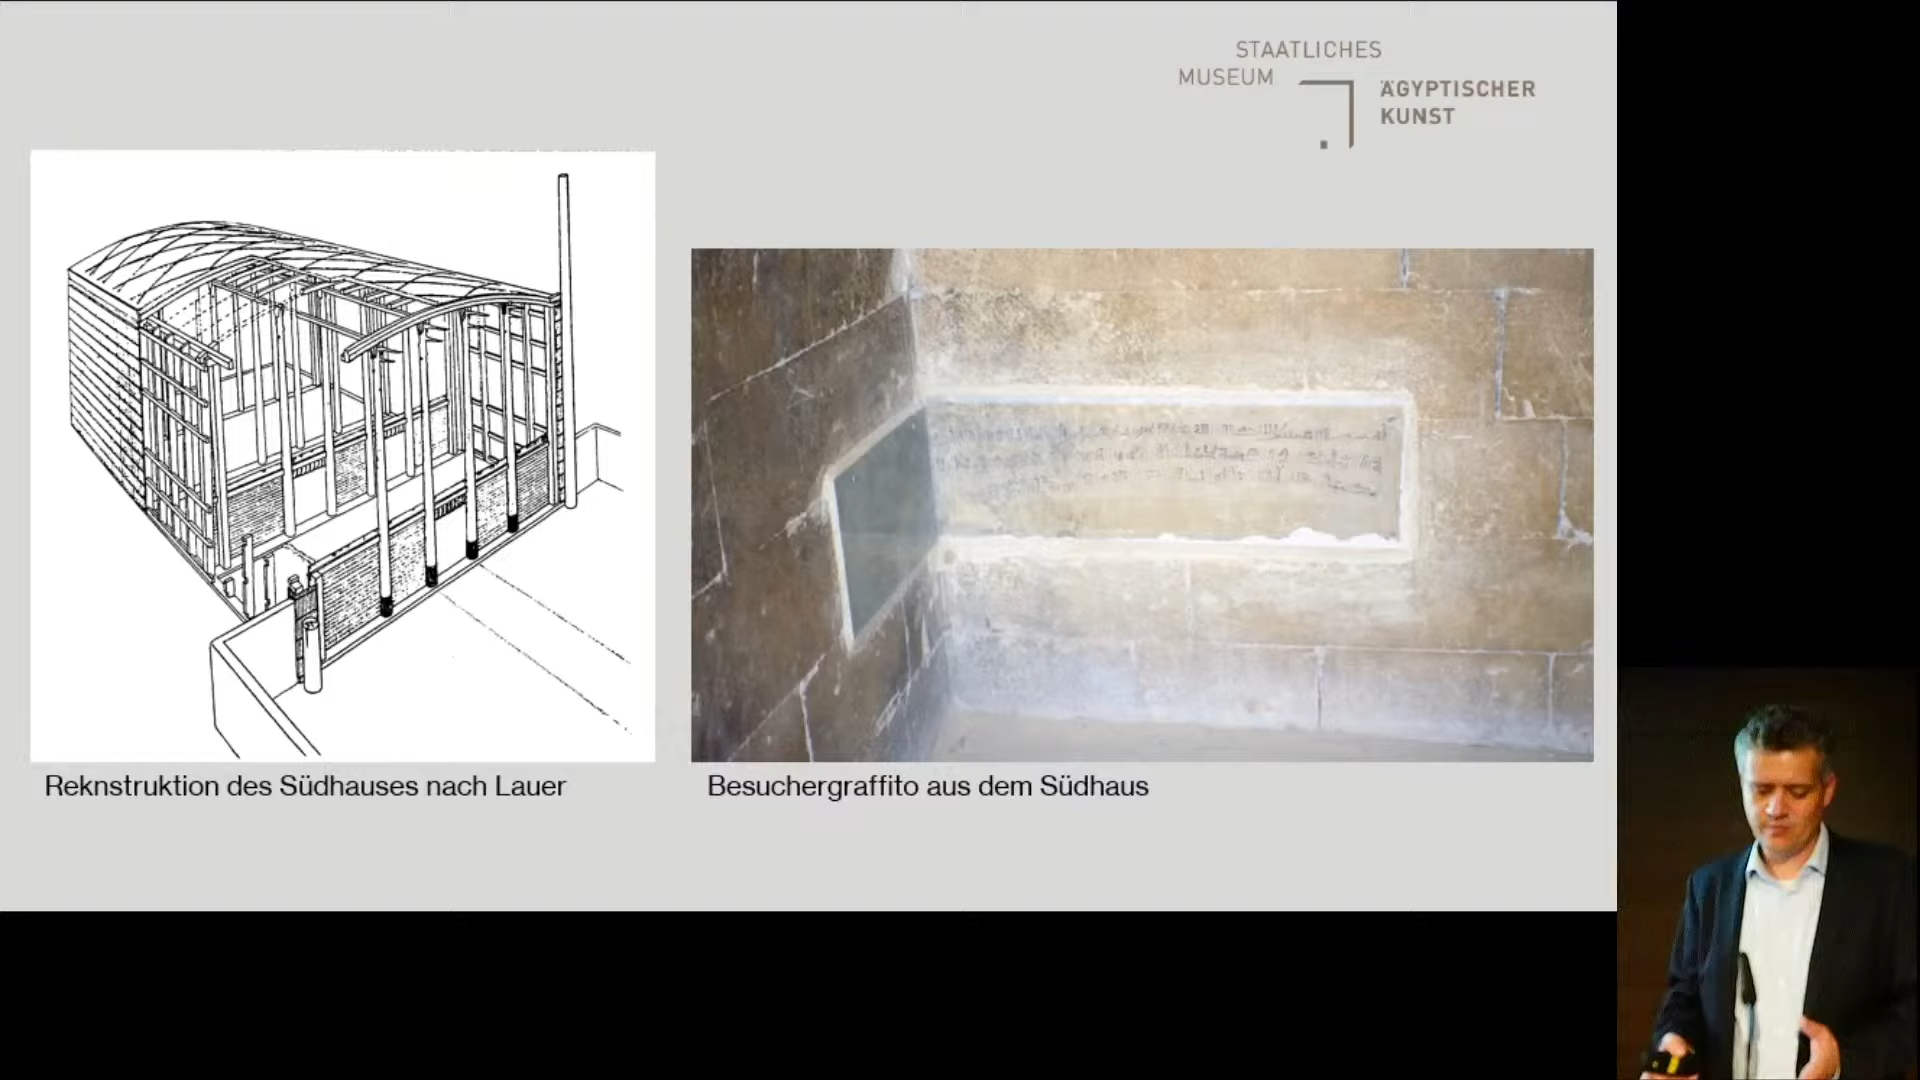 STAATLICHES
MUSEUM
ÄGYPTISCHER
KUNST
Reknstruktion des Südhauses nach Lauer
Besuchergraffito aus dem Südhaus